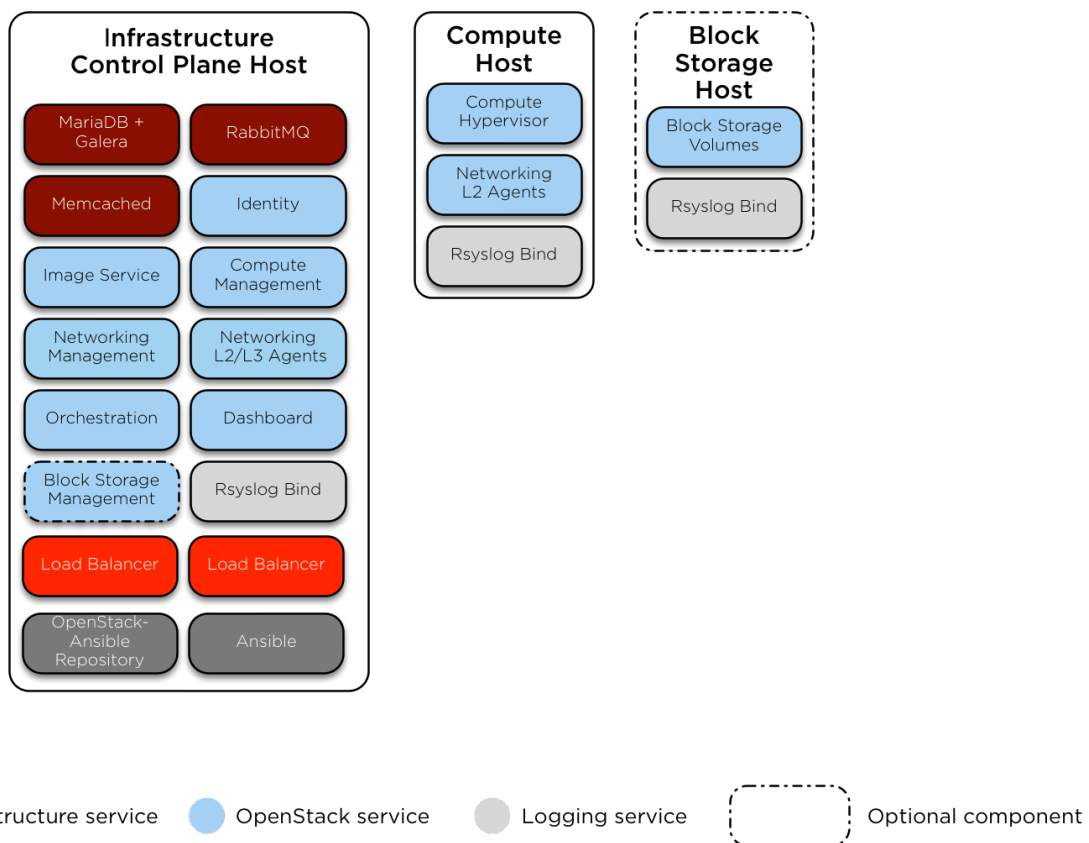 Infrastructure
Control Plane Host
MariaDB +
Galera
RabbitMQ
Memcached
Identity
Image Service
Compute
Management
Networking
Management
Networking
L2/L3 Agents
Orchestration
Dashboard
Block Storage
Management
Rsyslog Bind
Load Balancer
Load Balancer
OpenStack-
Ansible
Repository
Ansible
Compute
Host
Compute
Hypervisor
Networking
L2 Agents
Rsyslog Bind
Block
Storage
Host
Block Storage
Volumes
Rsyslog Bind
tructure service
OpenStack service
Logging service
Optional component